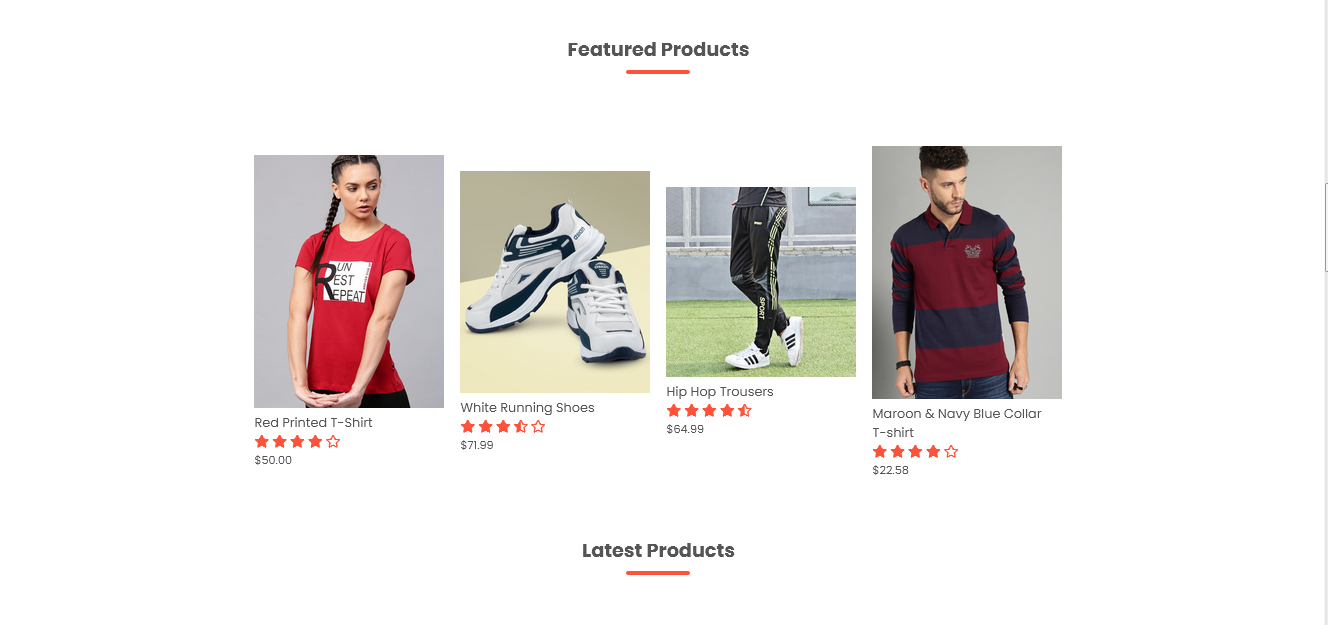 Featured Products
RUN
REST
REPEAT
SPORT
Red Printed T-Shirt
$50.00
White Running Shoes
$71.99
Hip Hop Trousers
$64.99
Maroon & Navy Blue Collar
T-shirt
$22.58
Latest Products